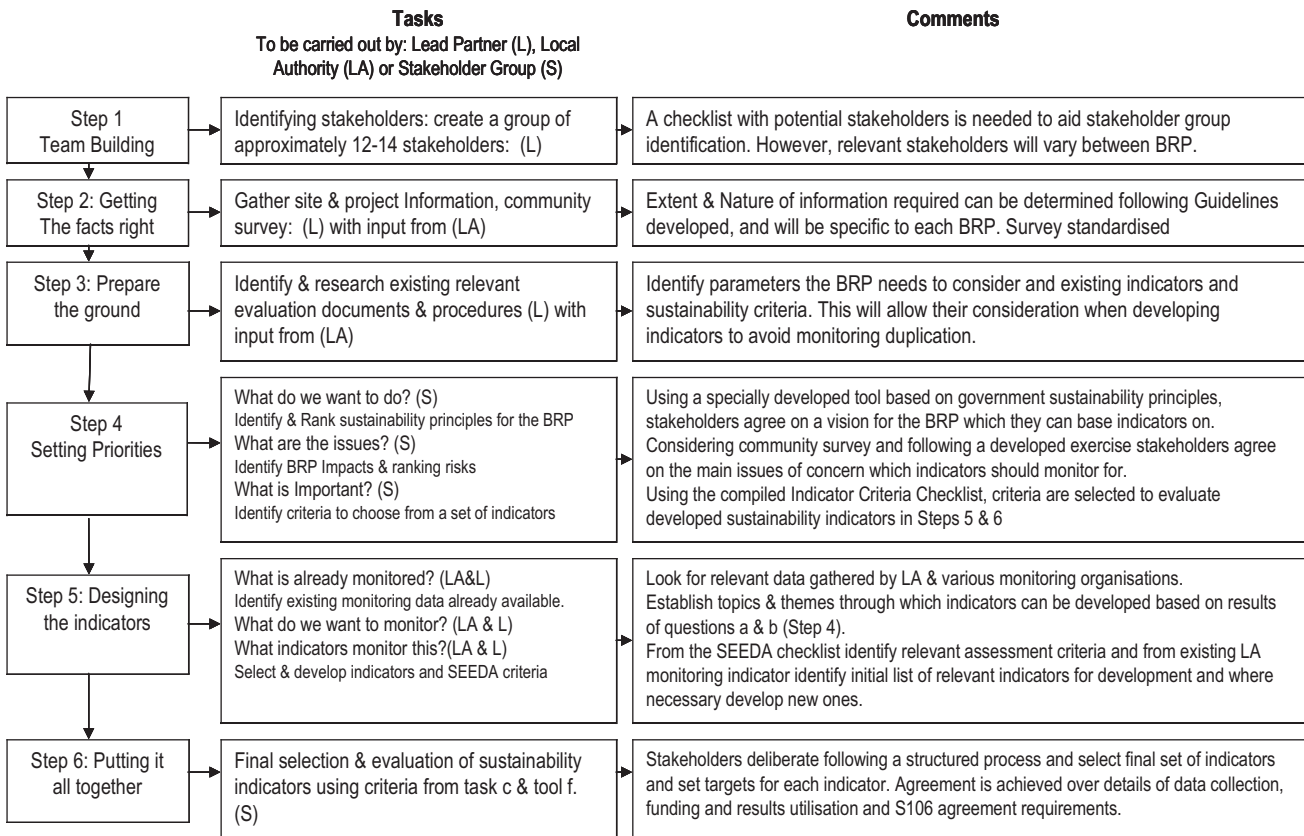 Tasks
To be carried out by: Lead Partner (L), Local
Authority (LA) or Stakeholder Group (S)
Comments
Step 1
Team Building
Identifying stakeholders: create a group of
approximately 12-14 stakeholders: (L)
A checklist with potential stakeholders is needed to aid stakeholder group
identification. However, relevant stakeholders will vary between BRP.
Step 2: Getting
The facts right
Gather site & project Information, community
survey: (L) with input from (LA)
Extent & Nature of information required can be determined following Guidelines
developed, and will be specific to each BRP. Survey standardised
Step 3: Prepare
the ground
Identify & research existing relevant
evaluation documents & procedures (L) with
input from (LA)
Identify parameters the BRP needs to consider and existing indicators and
sustainability criteria. This will allow their consideration when developing
indicators to avoid monitoring duplication.
Step 4
Setting Priorities
What do we want to do? (S)
Identify & Rank sustainability principles for the BRP
What are the issues? (S)
Identify BRP Impacts & ranking risks
What is Important? (S)
Identify criteria to choose from a set of indicators
Using a specially developed tool based on government sustainability principles,
stakeholders agree on a vision for the BRP which they can base indicators on.
Considering community survey and following a developed exercise stakeholders agree
on the main issues of concern which indicators should monitor for.
Using the compiled Indicator Criteria Checklist, criteria are selected to evaluate
developed sustainability indicators in Steps 5 & 6
Step 5: Designing
the indicators
What is already monitored? (LA&L)
Identify existing monitoring data already available.
What do we want to monitor? (LA & L)
What indicators monitor this?(LA & L)
Select & develop indicators and SEEDA criteria
Look for relevant data gathered by LA & various monitoring organisations.
Establish topics & themes through which indicators can be developed based on results
of questions a & b (Step 4).
From the SEEDA checklist identify relevant assessment criteria and from existing LA
monitoring indicator identify initial list of relevant indicators for development and where
necessary develop new ones.
Step 6: Putting it
all together
Final selection & evaluation of sustainability
indicators using criteria from task c & tool f.
(S)
Stakeholders deliberate following a structured process and select final set of indicators
and set targets for each indicator. Agreement is achieved over details of data collection,
funding and results utilisation and S106 agreement requirements.